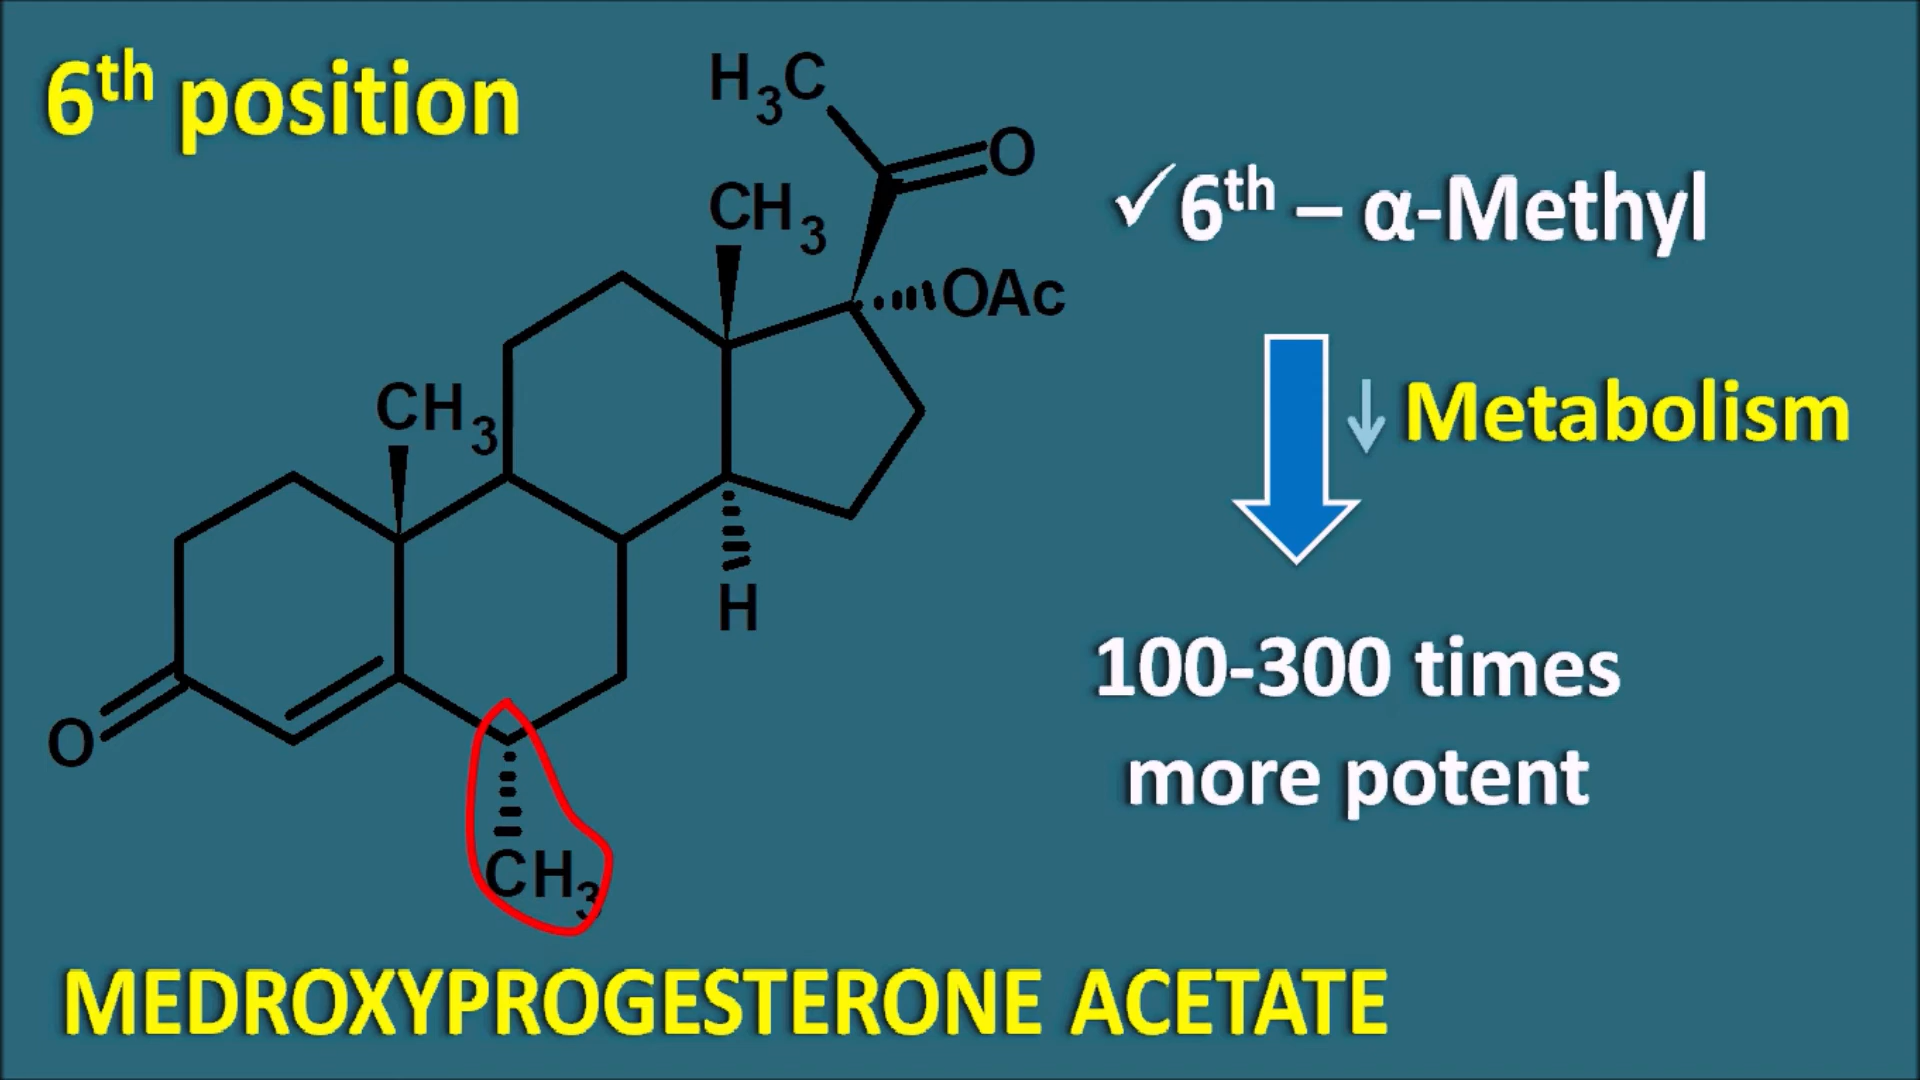 6th position
H3C
O
CH3
OAc
CH3
H
O
CH3
✓6th – α-Methyl
↓ Metabolism
100-300 times
more potent
MEDROXYPROGESTERONE ACETATE